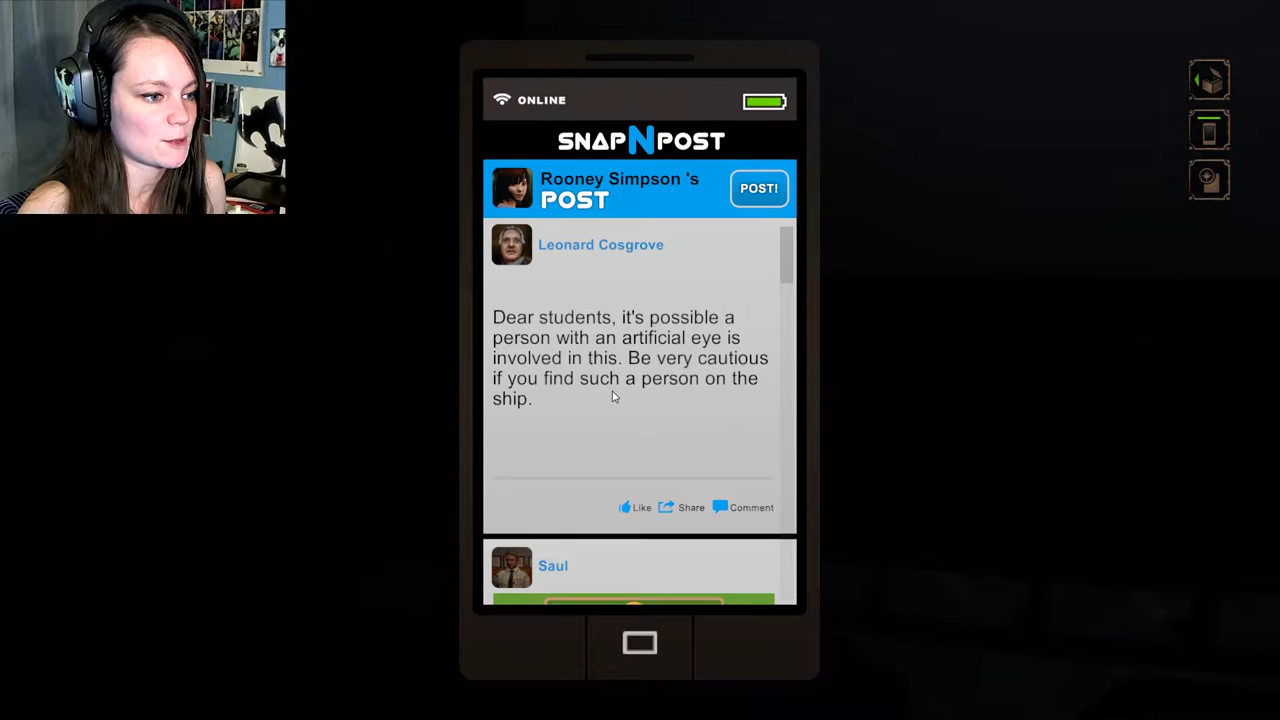 ONLINE
SNAPNPOST
Rooney Simpson 's
POST
POST!
Leonard Cosgrove
Dear students, it's possible a
person with an artificial eye is
involved in this. Be very cautious
if you find such a person on the
ship.
Like Share Comment
Saul